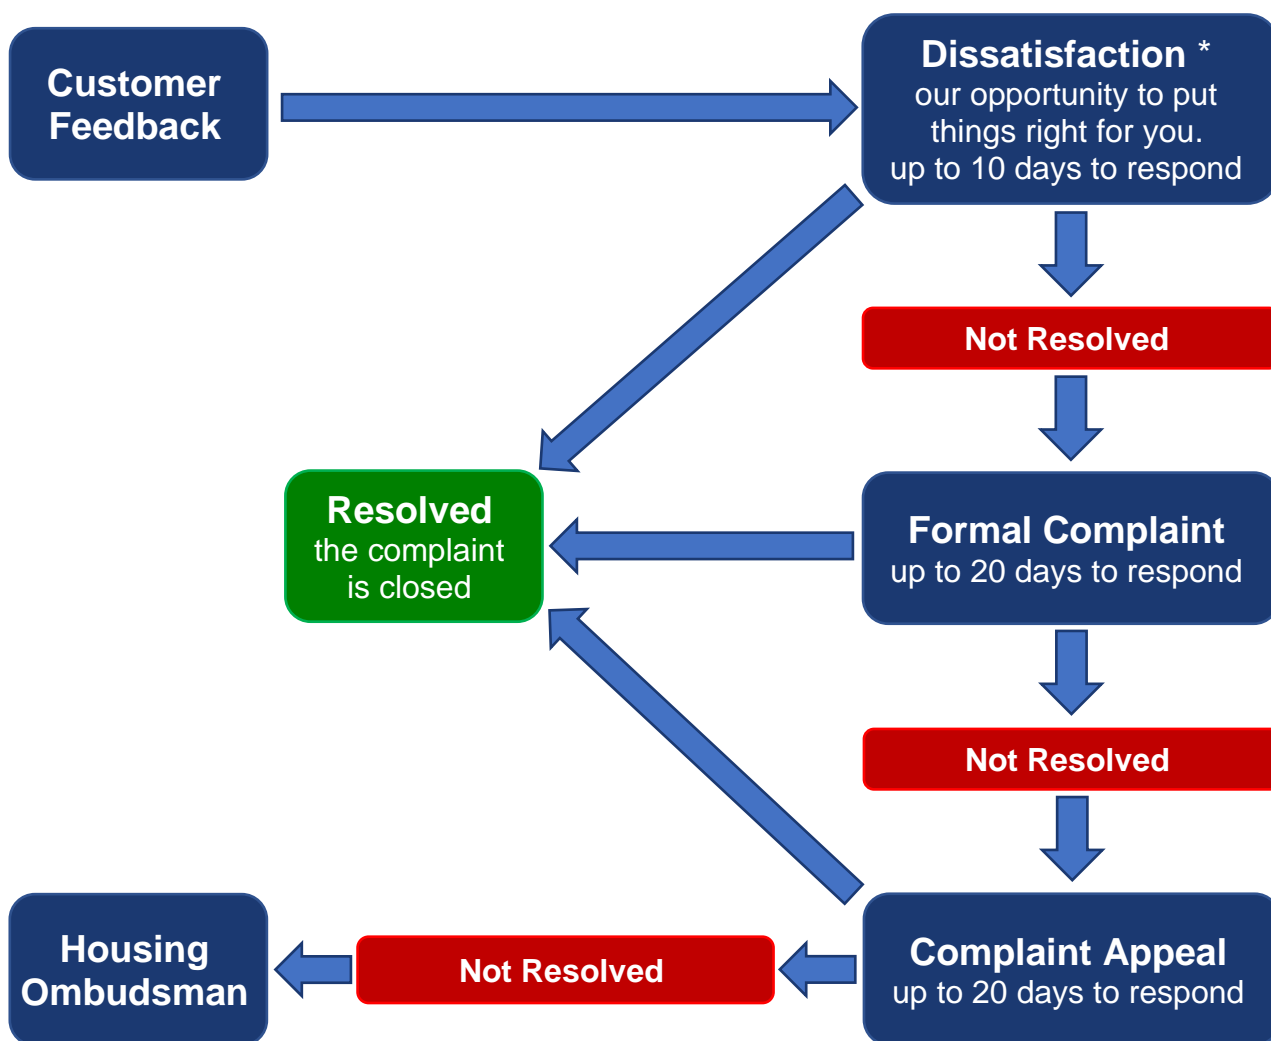 Customer
Feedback
Dissatisfaction *
our opportunity to put
things right for you.
up to 10 days to respond
Not Resolved
Resolved
the complaint
is closed
Formal Complaint
up to 20 days to respond
Not Resolved
Housing
Ombudsman
Not Resolved
Complaint Appeal
up to 20 days to respond